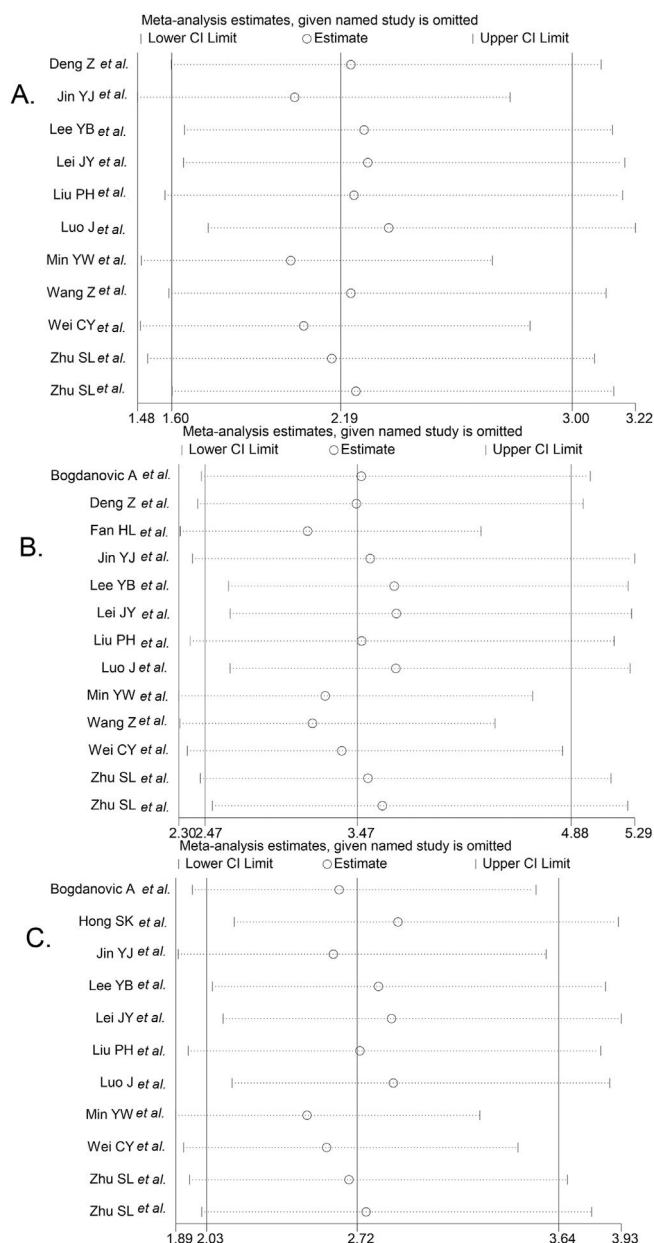 Meta-analysis estimates, given named study is omitted
Lower CI Limit Estimate Upper CI Limit
A.
Deng Z et al.
Jin YJ et al.
Lee YB et al.
Lei JY et al.
Liu PH et al.
Luo J et al.
Min YW et al.
Wang Z et al.
Wei CY et al.
Zhu SL et al.
Zhu SL et al.
1.48 1.60 2.19 3.00 3.22
Meta-analysis estimates, given named study is omitted
Lower CI Limit Estimate Upper CI Limit
B.
Bogdanovic A et al.
Deng Z et al.
Fan HL et al.
Jin YJ et al.
Lee YB et al.
Lei JY et al.
Liu PH et al.
Luo J et al.
Min YW et al.
Wang Z et al.
Wei CY et al.
Zhu SL et al.
Zhu SL et al.
2.30 2.47 3.47 4.88 5.29
Meta-analysis estimates, given named study is omitted
Lower CI Limit Estimate Upper CI Limit
C.
Bogdanovic A et al.
Hong SK et al.
Jin YJ et al.
Lee YB et al.
Lei JY et al.
Liu PH et al.
Luo J et al.
Min YW et al.
Wei CY et al.
Zhu SL et al.
Zhu SL et al.
1.89 2.03 2.72 3.64 3.93